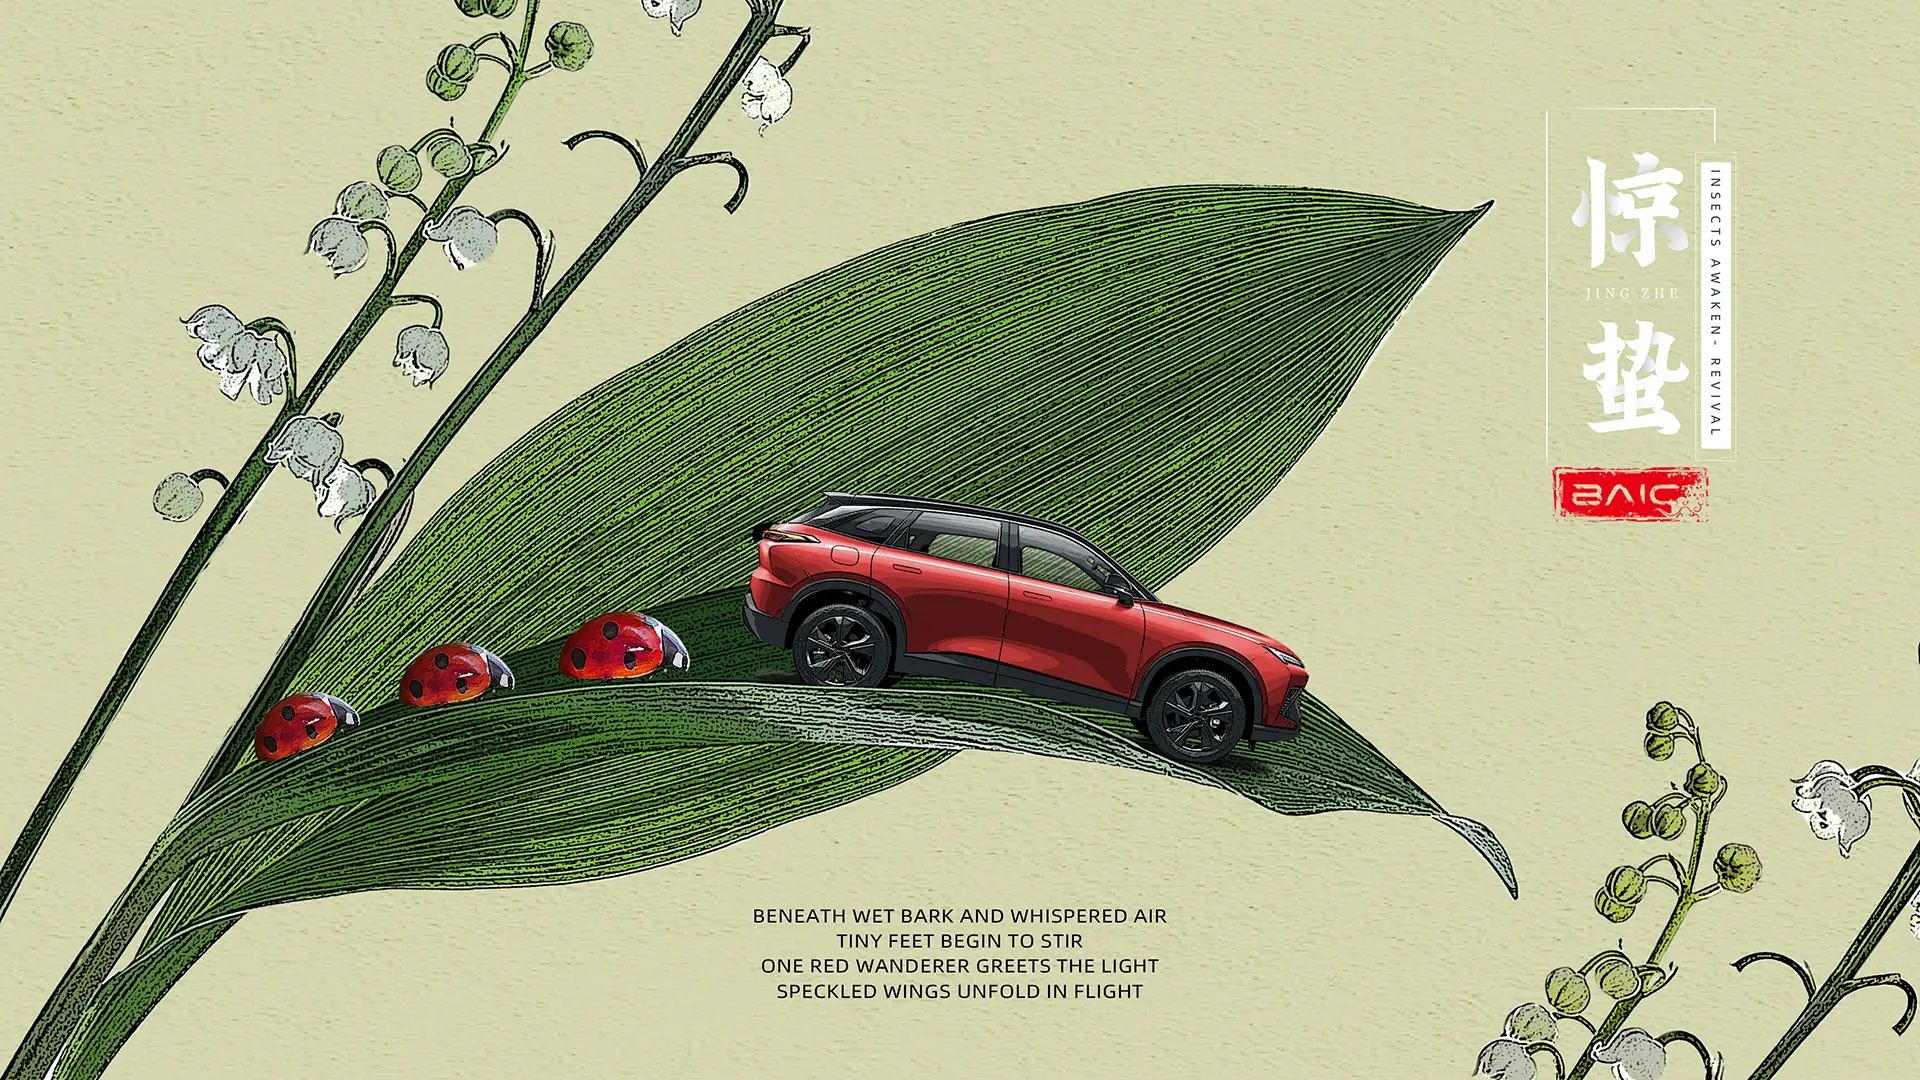 惊
JING ZHE
蛰
INSECTS AWAKEN- REVIVAL
BAIC
BENEATH WET BARK AND WHISPERED AIR
TINY FEET BEGIN TO STIR
ONE RED WANDERER GREETS THE LIGHT
SPECKLED WINGS UNFOLD IN FLIGHT